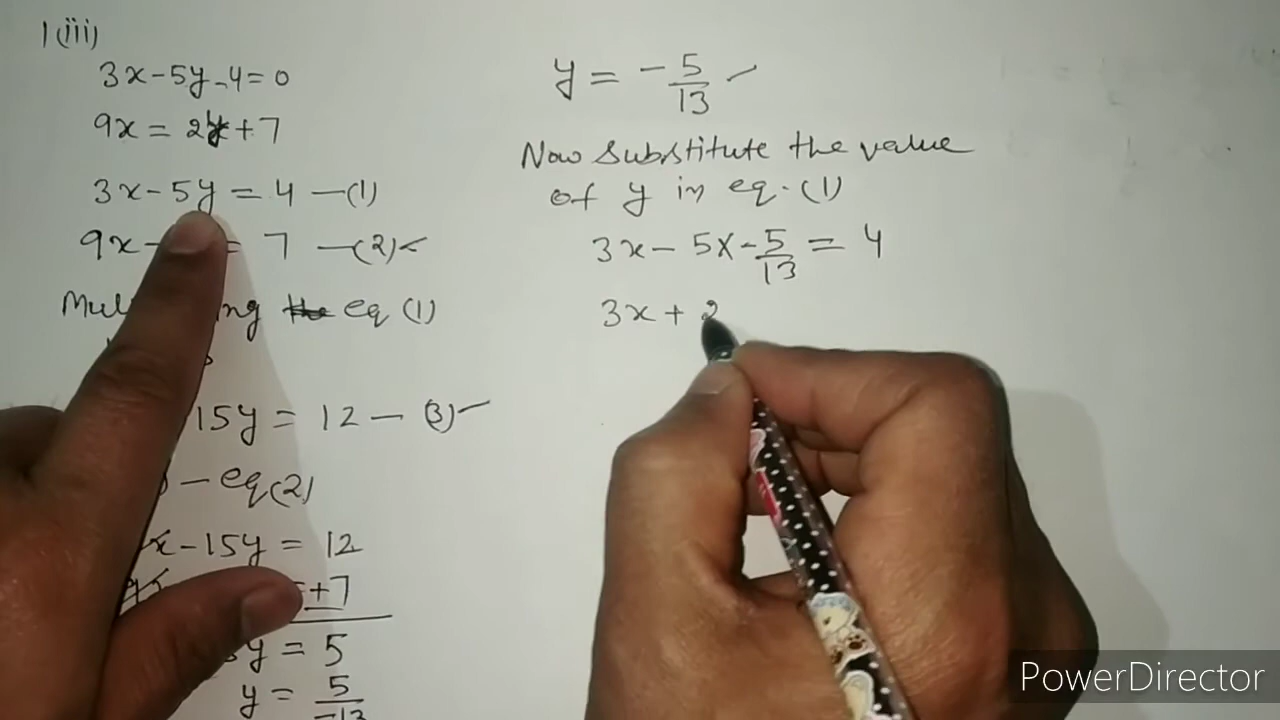 1(iii)
3x-5y-4=0
9x = 2y+7
3x-5y = 4 —(1)
9x- = 7 —(2)
eq (1)
15y = 12 — (3)
— eq(2)
x-15y = 12
+7
y = 5
y = 5/-13
y = - 5/13
Now substitute the value
of y in eq. (1)
3x - 5x - 5/13 = 4
3x + 2
PowerDirector